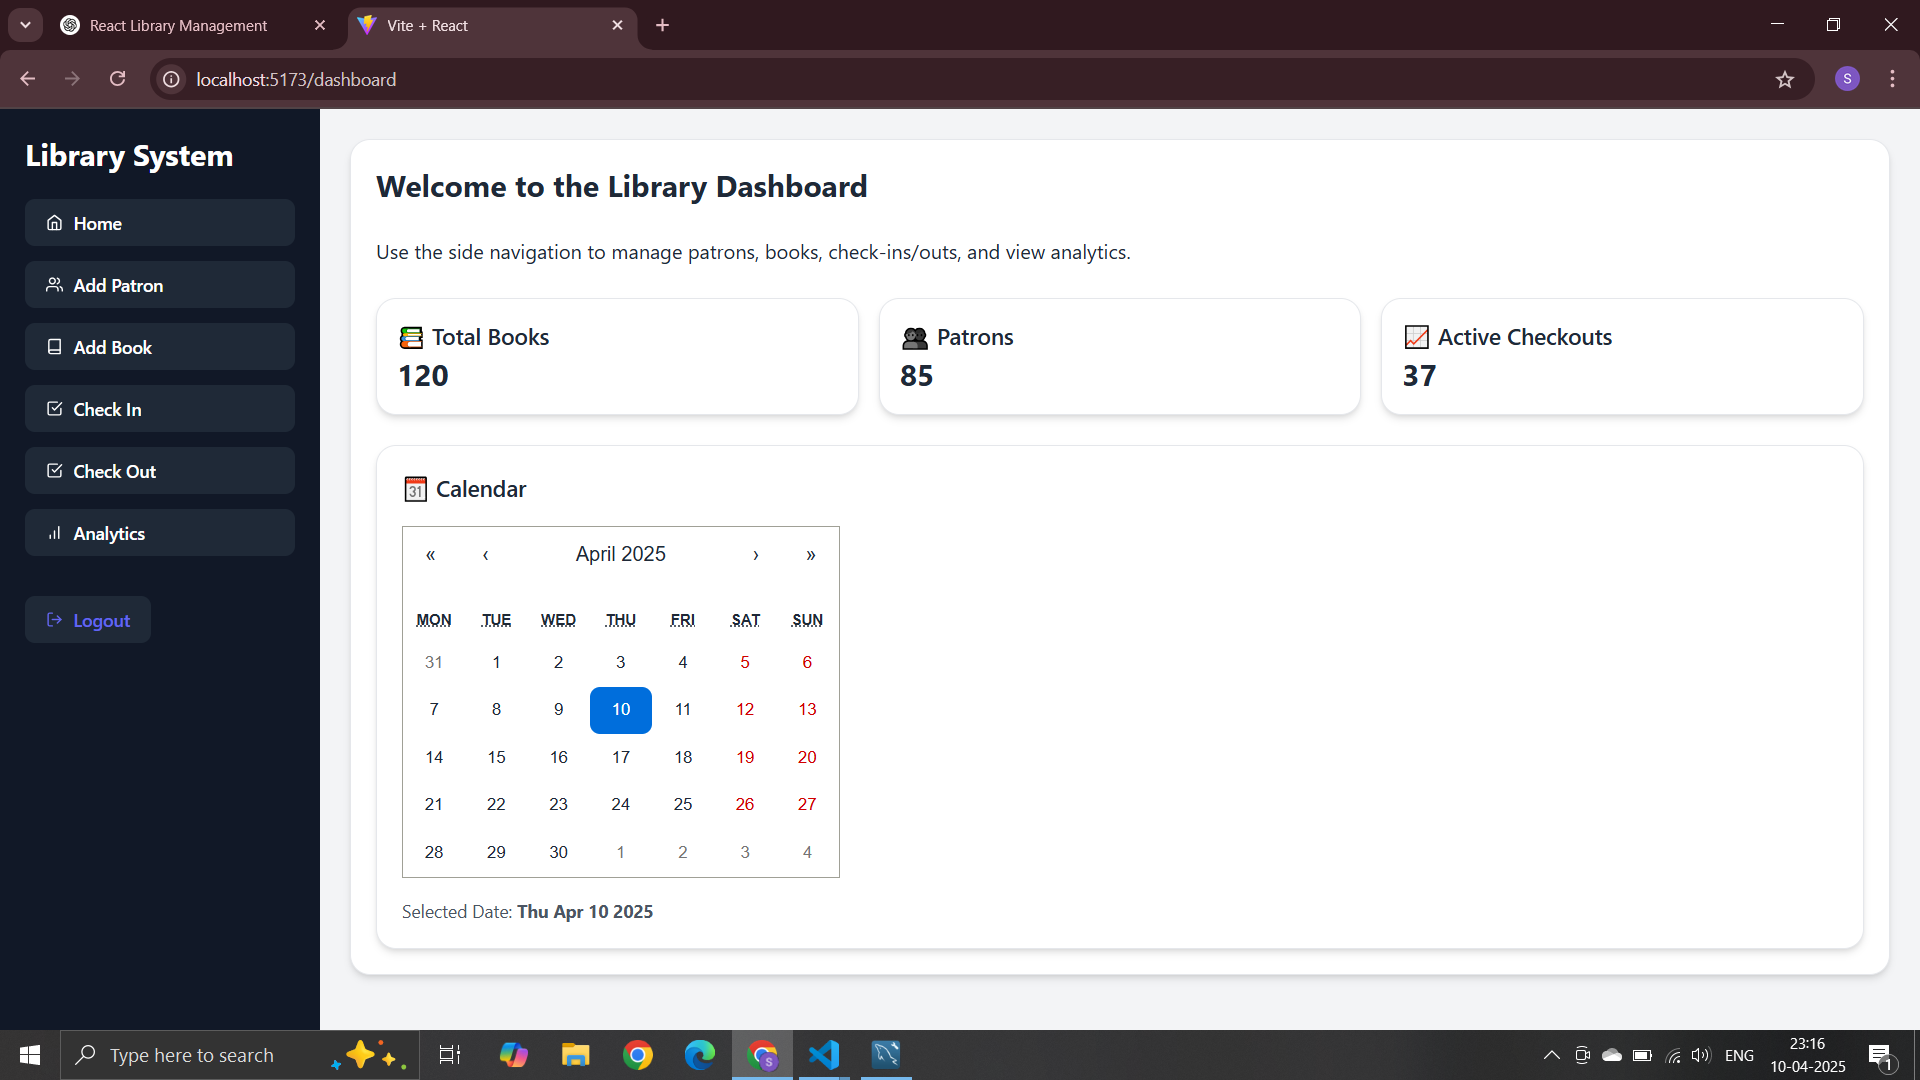 React Library Management
Vite + React
localhost:5173/dashboard
S
Library System
Home
Add Patron
Add Book
Check In
Check Out
Analytics
Logout
Welcome to the Library Dashboard
Use the side navigation to manage patrons, books, check-ins/outs, and view analytics.
Total Books
120
Patrons
85
Active Checkouts
37
31 Calendar
« ‹ April 2025 › »
MON TUE WED THU FRI SAT SUN
31 1 2 3 4 5 6
7 8 9 10 11 12 13
14 15 16 17 18 19 20
21 22 23 24 25 26 27
28 29 30 1 2 3 4
Selected Date: Thu Apr 10 2025
Type here to search
S
ENG
23:16
10-04-2025
1